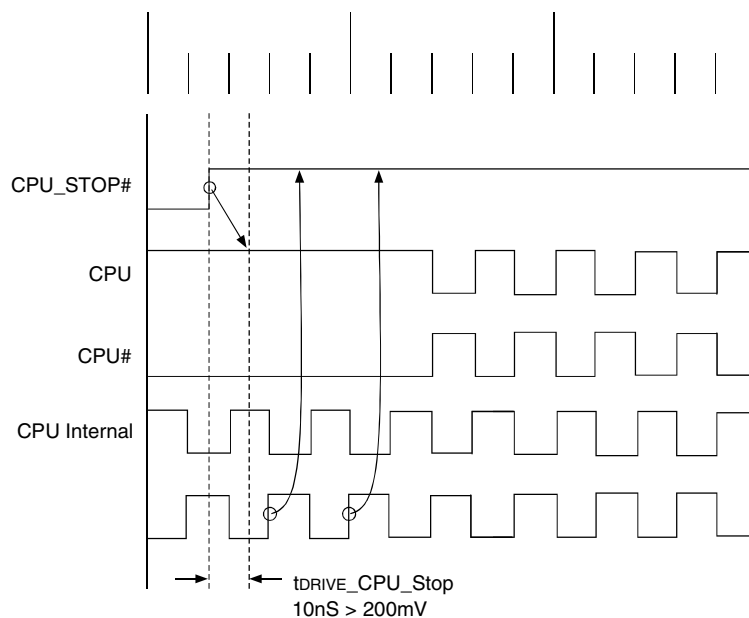 CPU_STOP#
CPU
CPU#
CPU Internal
tDRIVE_CPU_Stop
10nS > 200mV